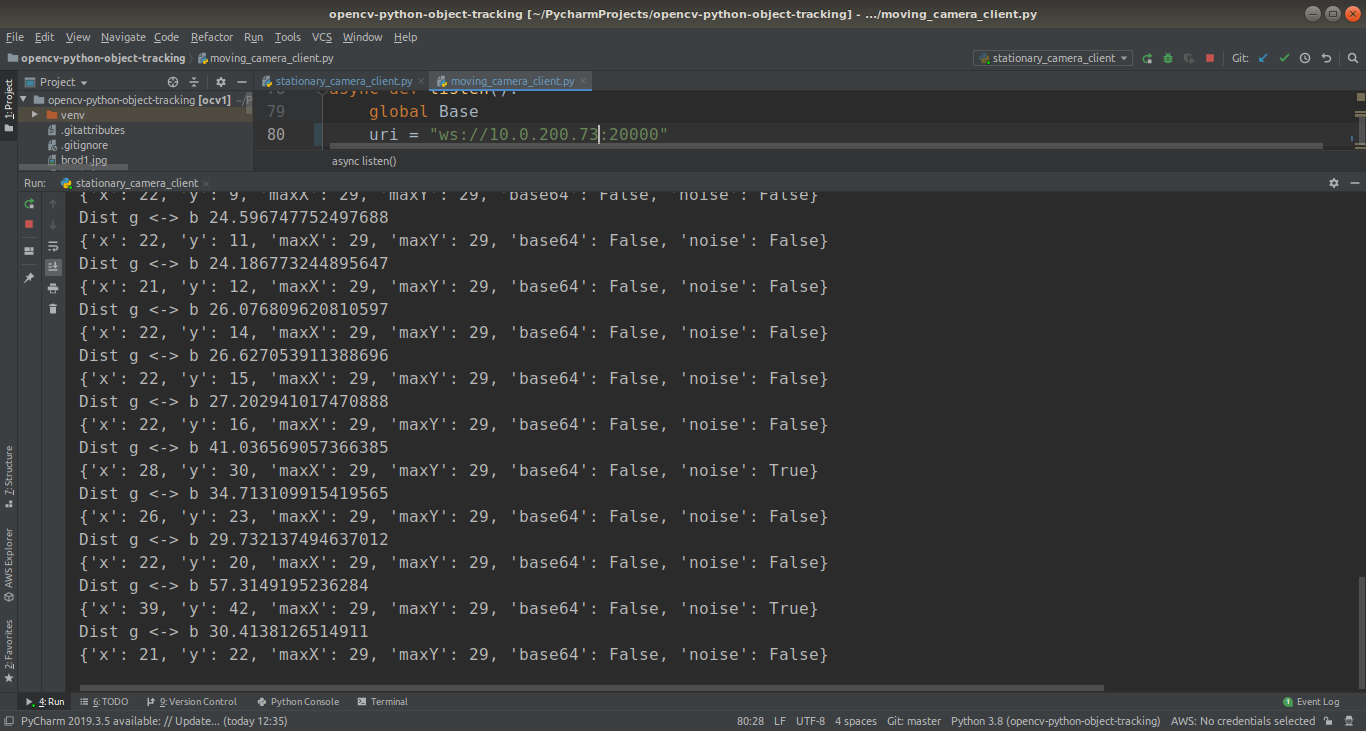 opencv-python-object-tracking [~/PycharmProjects/opencv-python-object-tracking] - .../moving_camera_client.py
File Edit View Navigate Code Refactor Run Tools VCS Window Help
opencv-python-object-tracking moving_camera_client.py stationary_camera_client Git:
1: Project
Project
stationary_camera_client.py moving_camera_client.py
opencv-python-object-tracking [ocv1] ~/P
venv
.gitattributes
.gitignore
brod1.jpg
78 async def listen():
79 global Base
80 uri = "ws://10.0.200.73:20000"
async listen()
Run: stationary_camera_client
{'x': 22, 'y': 9, 'maxX': 29, 'maxY': 29, 'base64': False, 'noise': False}
Dist g <-> b 24.596747752497688
{'x': 22, 'y': 11, 'maxX': 29, 'maxY': 29, 'base64': False, 'noise': False}
Dist g <-> b 24.186773244895647
{'x': 21, 'y': 12, 'maxX': 29, 'maxY': 29, 'base64': False, 'noise': False}
Dist g <-> b 26.076809620810597
{'x': 22, 'y': 14, 'maxX': 29, 'maxY': 29, 'base64': False, 'noise': False}
Dist g <-> b 26.627053911388696
{'x': 22, 'y': 15, 'maxX': 29, 'maxY': 29, 'base64': False, 'noise': False}
Dist g <-> b 27.202941017470888
{'x': 22, 'y': 16, 'maxX': 29, 'maxY': 29, 'base64': False, 'noise': False}
Dist g <-> b 41.036569057366385
{'x': 28, 'y': 30, 'maxX': 29, 'maxY': 29, 'base64': False, 'noise': True}
Dist g <-> b 34.713109915419565
{'x': 26, 'y': 23, 'maxX': 29, 'maxY': 29, 'base64': False, 'noise': False}
Dist g <-> b 29.732137494637012
{'x': 22, 'y': 20, 'maxX': 29, 'maxY': 29, 'base64': False, 'noise': False}
Dist g <-> b 57.3149195236284
{'x': 39, 'y': 42, 'maxX': 29, 'maxY': 29, 'base64': False, 'noise': True}
Dist g <-> b 30.4138126514911
{'x': 21, 'y': 22, 'maxX': 29, 'maxY': 29, 'base64': False, 'noise': False}
7: Structure
AWS Explorer
2: Favorites
4: Run 6: TODO 9: Version Control Python Console Terminal 1 Event Log
PyCharm 2019.3.5 available: // Update... (today 12:35) 80:28 LF UTF-8 4 spaces Git: master Python 3.8 (opencv-python-object-tracking) AWS: No credentials selected